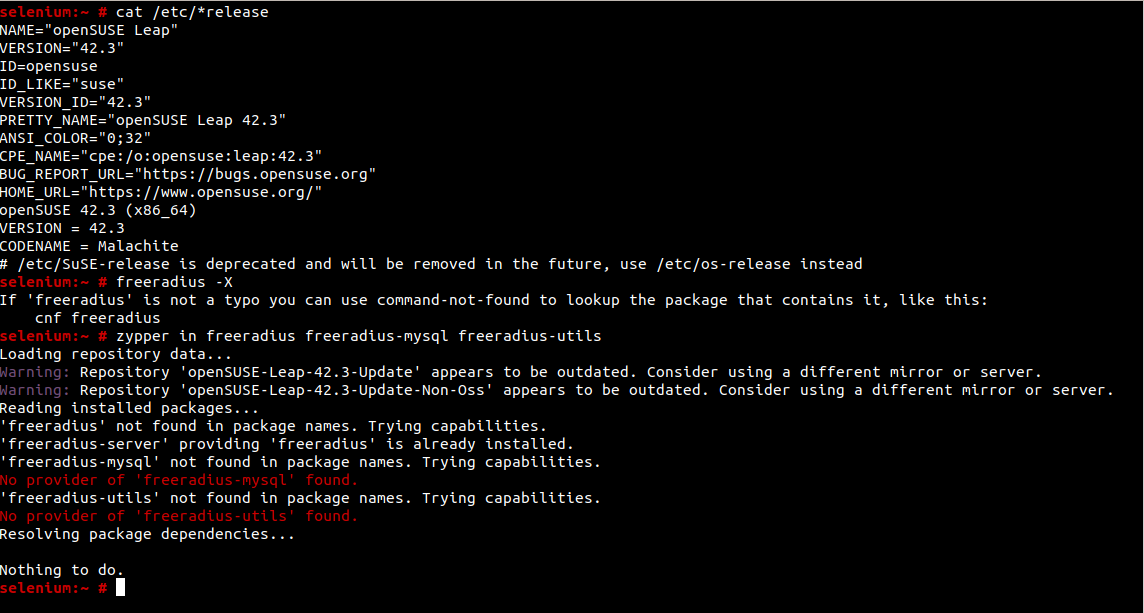 selenium:~ # cat /etc/*release
NAME="openSUSE Leap"
VERSION="42.3"
ID=opensuse
ID_LIKE="suse"
VERSION_ID="42.3"
PRETTY_NAME="openSUSE Leap 42.3"
ANSI_COLOR="0;32"
CPE_NAME="cpe:/o:opensuse:leap:42.3"
BUG_REPORT_URL="https://bugs.opensuse.org"
HOME_URL="https://www.opensuse.org/"
openSUSE 42.3 (x86_64)
VERSION = 42.3
CODENAME = Malachite
# /etc/SuSE-release is deprecated and will be removed in the future, use /etc/os-release instead
selenium:~ # freeradius -X
If 'freeradius' is not a typo you can use command-not-found to lookup the package that contains it, like this:
    cnf freeradius
selenium:~ # zypper in freeradius freeradius-mysql freeradius-utils
Loading repository data...
Warning: Repository 'openSUSE-Leap-42.3-Update' appears to be outdated. Consider using a different mirror or server.
Warning: Repository 'openSUSE-Leap-42.3-Update-Non-Oss' appears to be outdated. Consider using a different mirror or server.
Reading installed packages...
'freeradius' not found in package names. Trying capabilities.
'freeradius-server' providing 'freeradius' is already installed.
'freeradius-mysql' not found in package names. Trying capabilities.
No provider of 'freeradius-mysql' found.
'freeradius-utils' not found in package names. Trying capabilities.
No provider of 'freeradius-utils' found.
Resolving package dependencies...
Nothing to do.
selenium:~ #